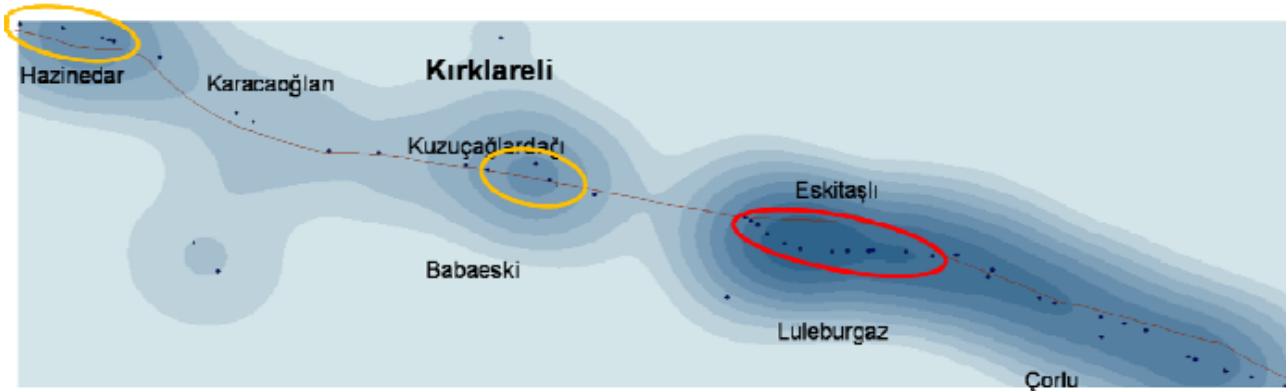 Hazinedar
Karacaoğlan
Kırklareli
Kuzuçağlardağı
Eskitaşlı
Babaeski
Luleburgaz
Çorlu